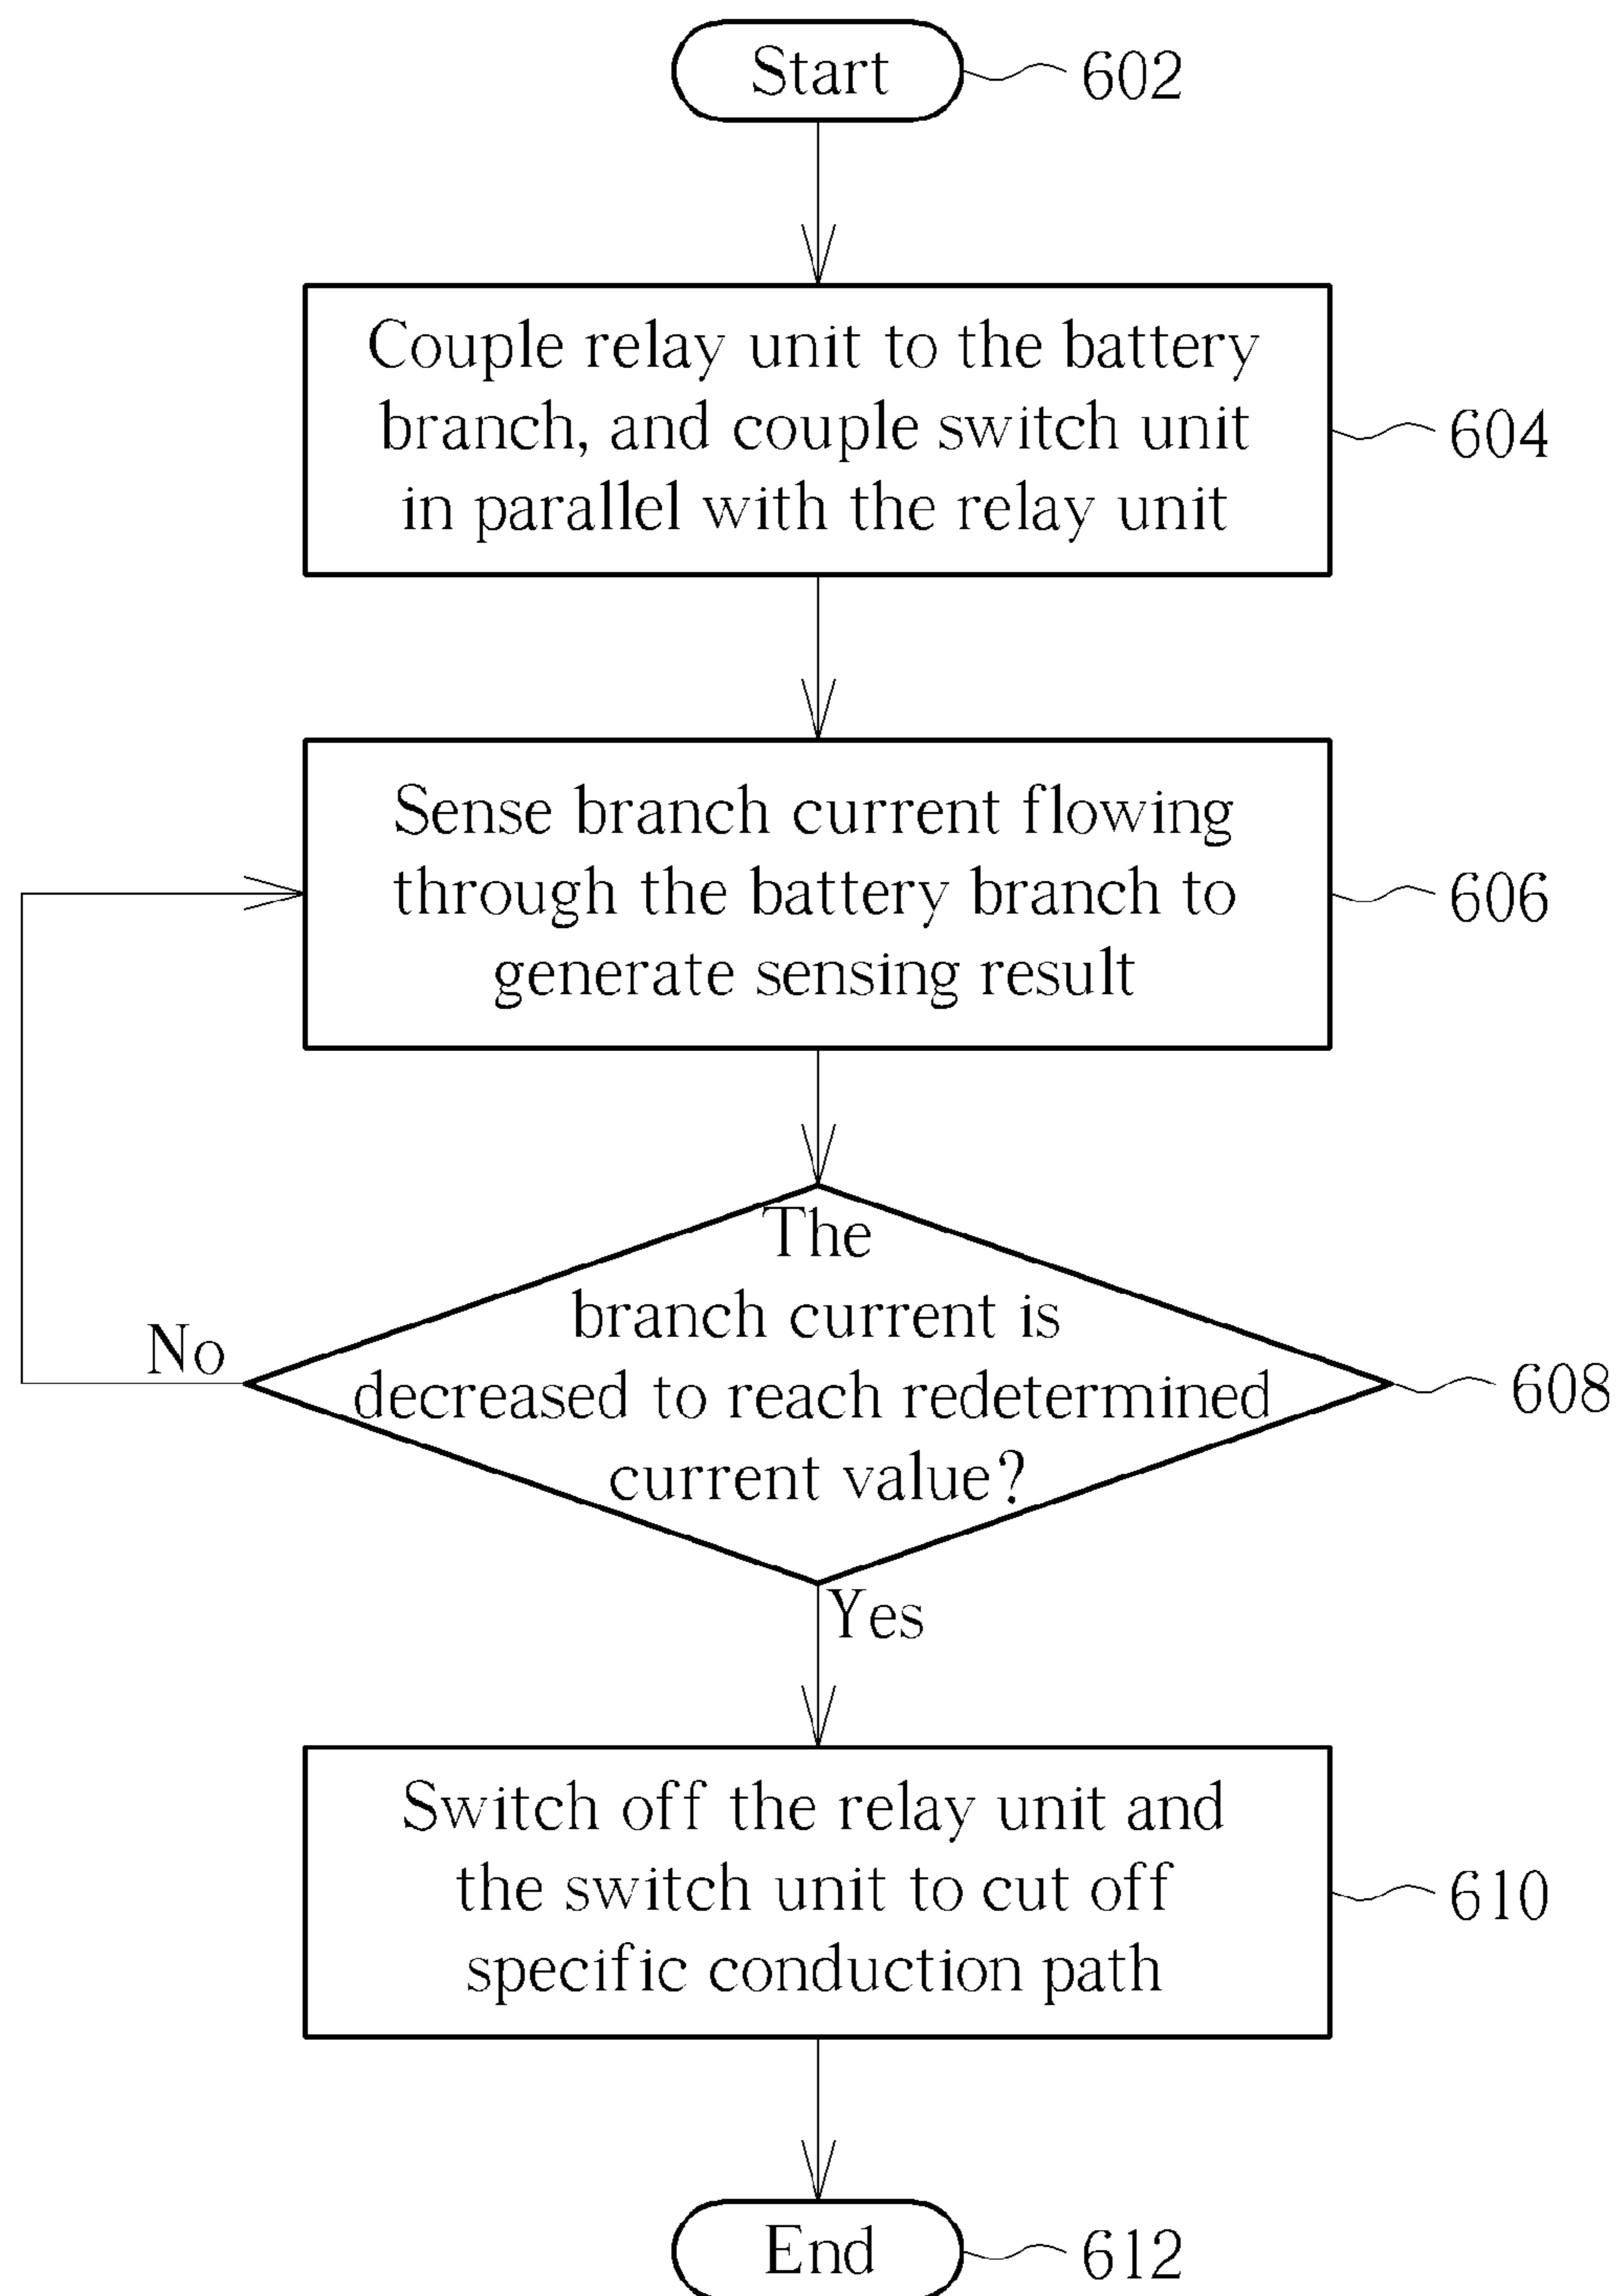 Start
602
Couple relay unit to the battery
branch, and couple switch unit
in parallel with the relay unit
604
Sense branch current flowing
through the battery branch to
generate sensing result
606
The
branch current is
decreased to reach redetermined
current value?
608
No
Yes
Switch off the relay unit and
the switch unit to cut off
specific conduction path
610
End
612